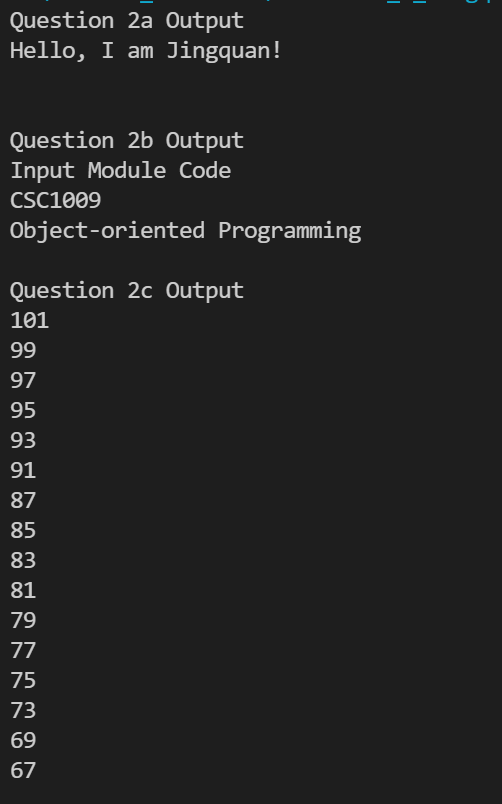 Question 2a Output
Hello, I am Jingquan!
Question 2b Output
Input Module Code
CSC1009
Object-oriented Programming
Question 2c Output
101
99
97
95
93
91
87
85
83
81
79
77
75
73
69
67